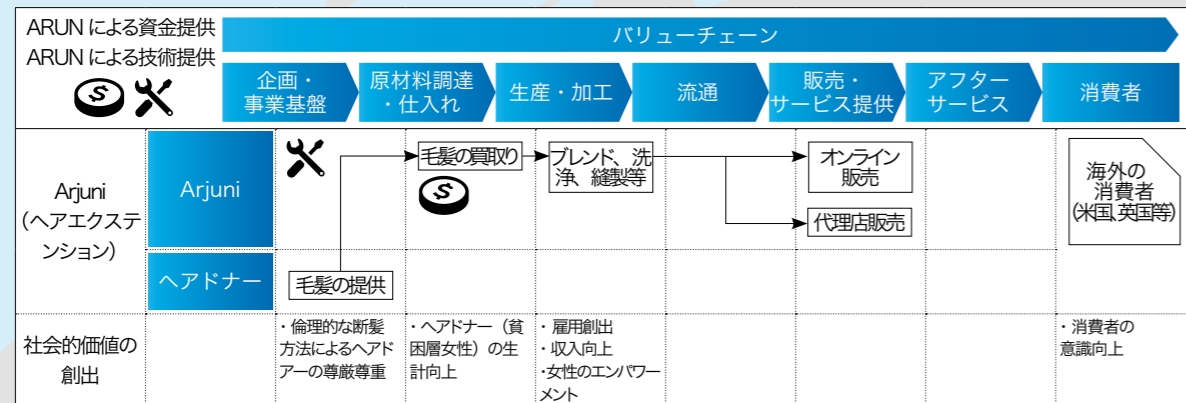 ARUN による資金提供
ARUN による技術提供
バリューチェーン
企画・
事業基盤
原材料調達
・仕入れ
生産・加工
流通
販売・
サービス提供
アフター
サービス
消費者
Arjuni
(ヘアエクステ
ンション)
Arjuni
毛髪の買取り
ブレンド、洗
浄、縫製等
オンライン
販売
代理店販売
海外の
消費者
(米国、英国等)
ヘアドナー
毛髪の提供
社会的価値の
創出
・倫理的な断髪
方法によるヘアド
アーの尊厳尊重
・ヘアドナー（貧
困層女性）の生
計向上
・雇用創出
・収入向上
・女性のエンパワー
メント
・消費者の
意識向上